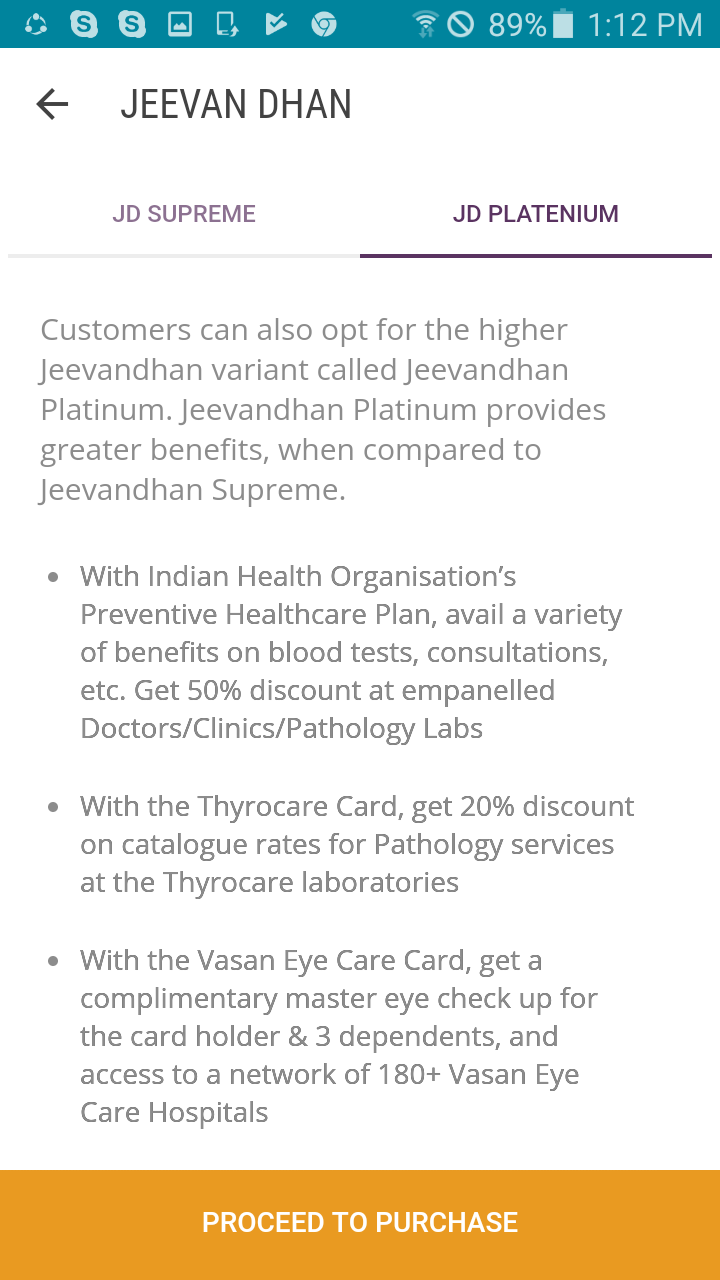 89% 1:12 PM
JEEVAN DHAN
JD SUPREME JD PLATENIUM
Customers can also opt for the higher
Jeevandhan variant called Jeevandhan
Platinum. Jeevandhan Platinum provides
greater benefits, when compared to
Jeevandhan Supreme.
• With Indian Health Organisation’s
Preventive Healthcare Plan, avail a variety
of benefits on blood tests, consultations,
etc. Get 50% discount at empanelled
Doctors/Clinics/Pathology Labs
• With the Thyrocare Card, get 20% discount
on catalogue rates for Pathology services
at the Thyrocare laboratories
• With the Vasan Eye Care Card, get a
complimentary master eye check up for
the card holder & 3 dependents, and
access to a network of 180+ Vasan Eye
Care Hospitals
PROCEED TO PURCHASE